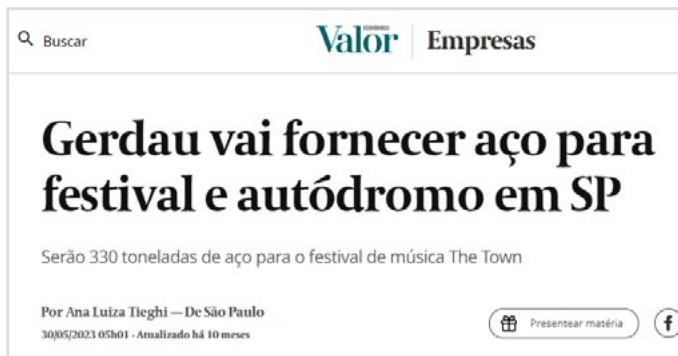 Buscar
Valor ECONÔMICO Empresas
Gerdau vai fornecer aço para
festival e autódromo em SP
Serão 330 toneladas de aço para o festival de música The Town
Por Ana Luiza Tieghi — De São Paulo
30/05/2023 05h01 · Atualizado há 10 meses
Presentear matéria